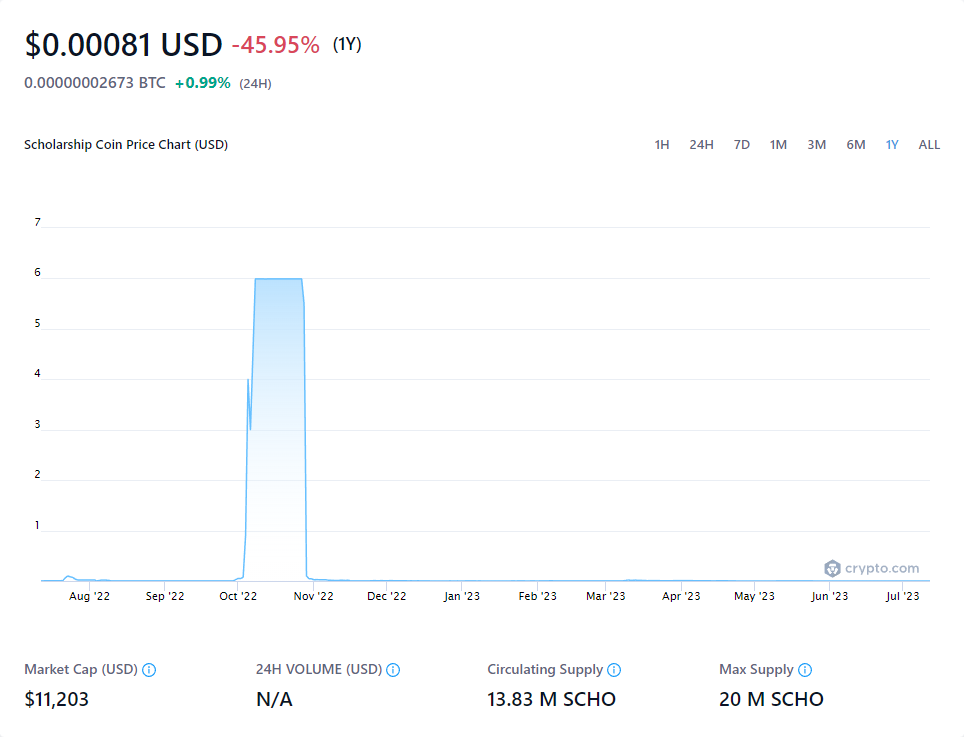 $0.00081 USD -45.95% (1Y)
0.00000002673 BTC +0.99% (24H)
Scholarship Coin Price Chart (USD) 1H 24H 7D 1M 3M 6M 1Y ALL
7
6
5
4
3
2
1
crypto.com
Aug '22 Sep '22 Oct '22 Nov '22 Dec '22 Jan '23 Feb '23 Mar '23 Apr '23 May '23 Jun '23 Jul '23
Market Cap (USD) 24H VOLUME (USD) Circulating Supply Max Supply
$11,203 N/A 13.83 M SCHO 20 M SCHO